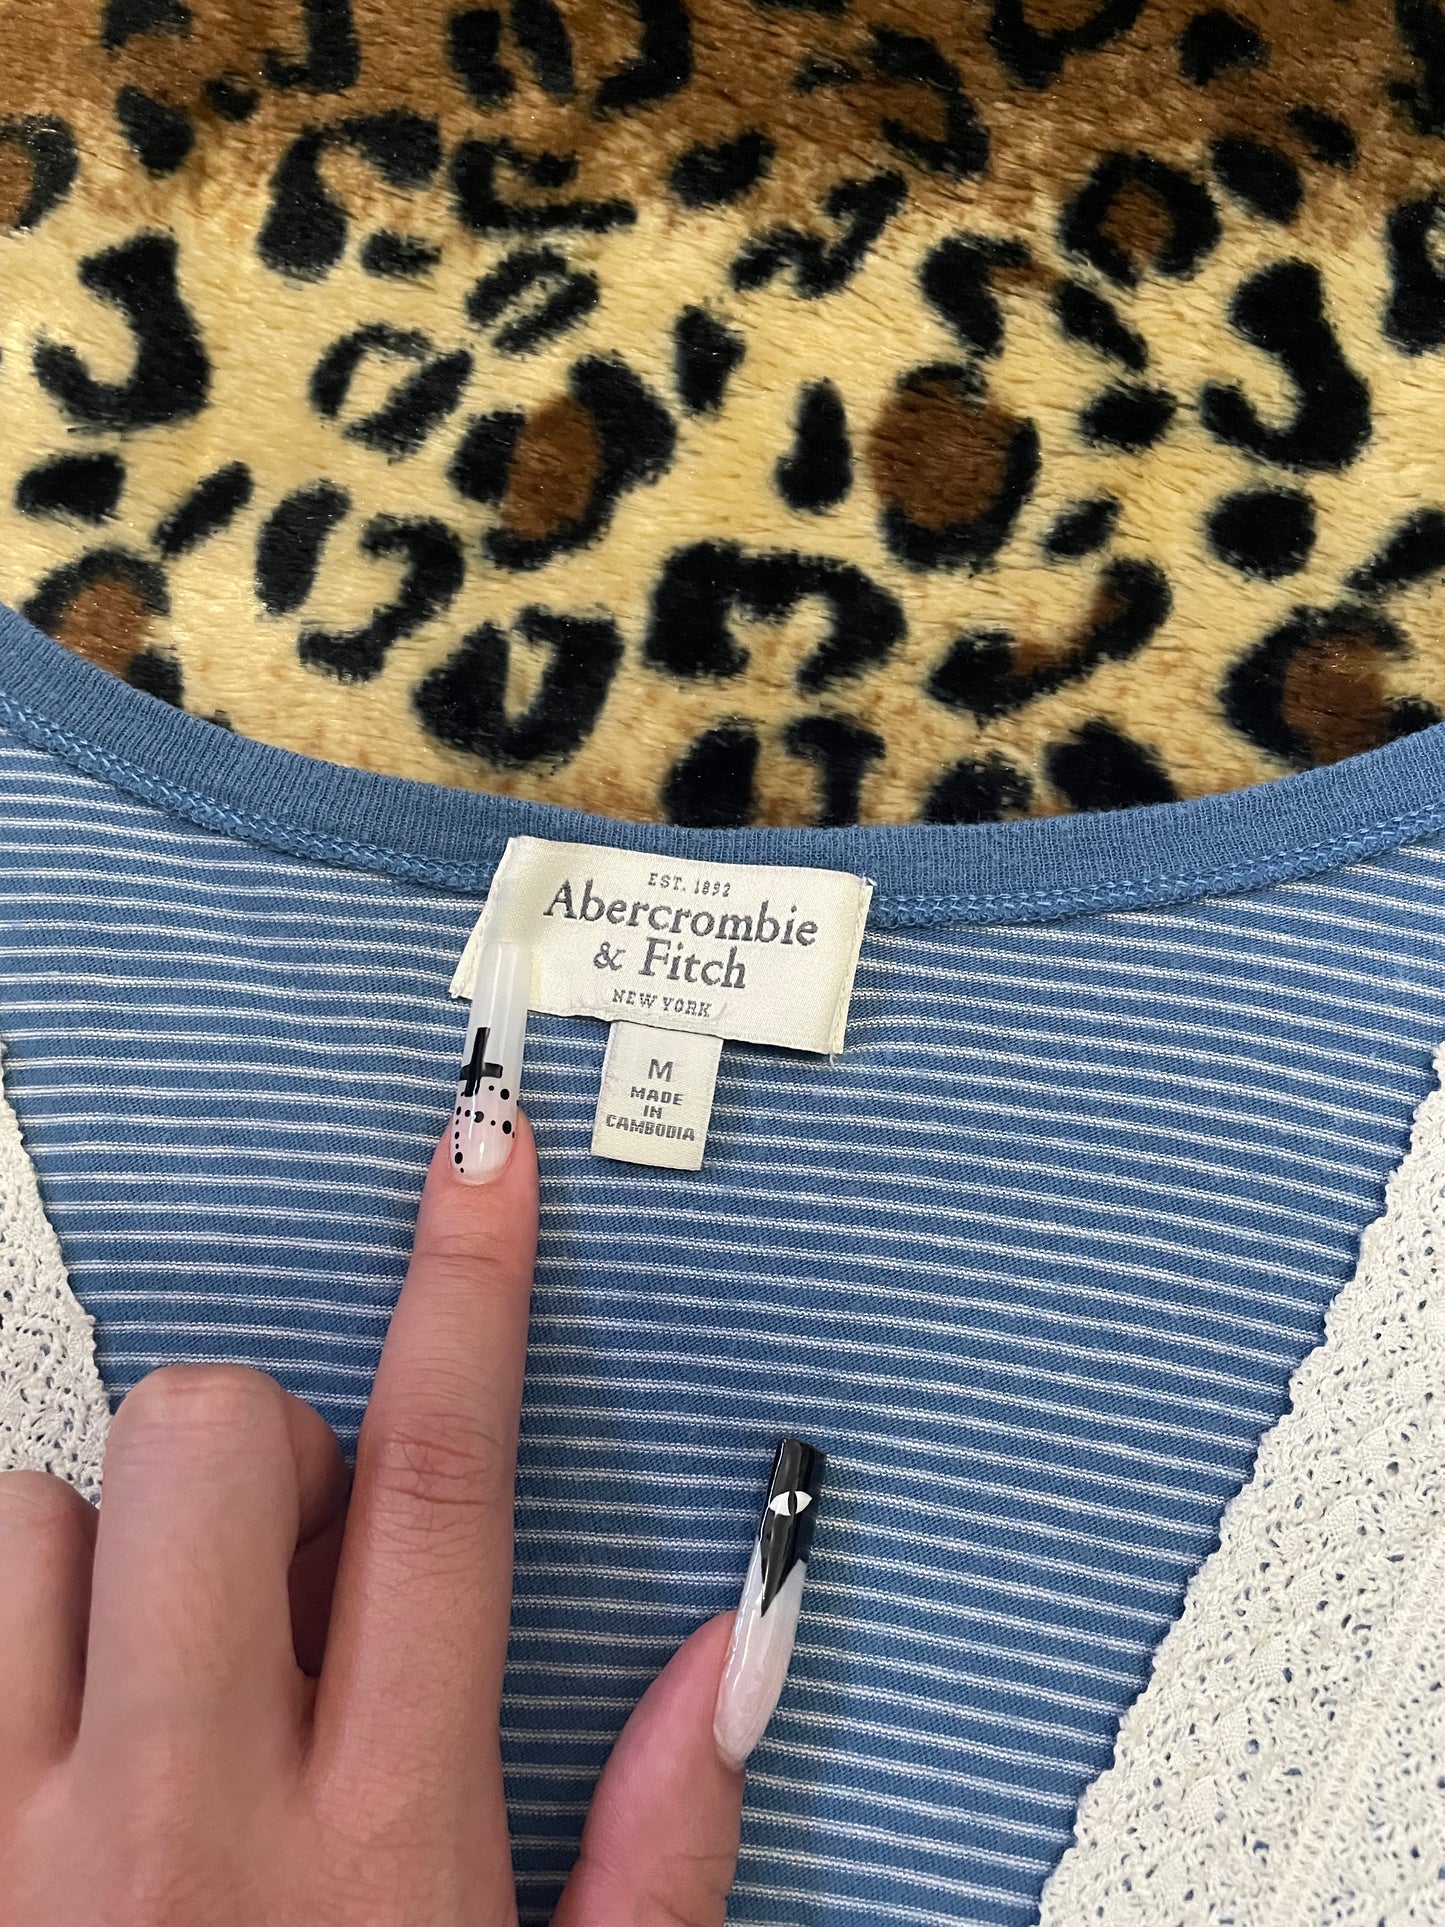 EST. 1892
Abercrombie
& Fitch
NEW YORK
M
MADE
IN
CAMBODIA